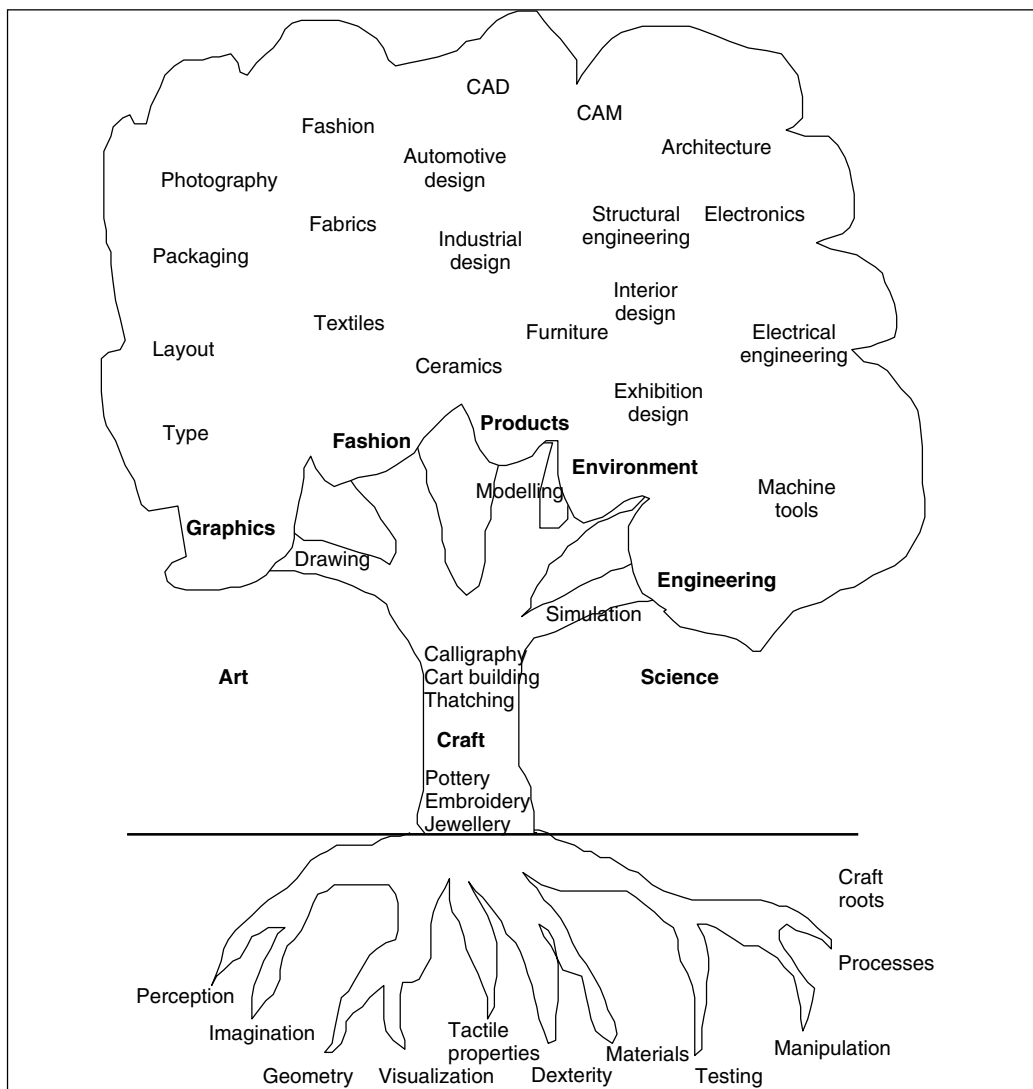 CAD
CAM
Fashion
Architecture
Automotive
design
Photography
Structural
engineering
Electronics
Fabrics
Industrial
design
Packaging
Interior
design
Textiles
Furniture
Electrical
engineering
Layout
Ceramics
Exhibition
design
Products
Type
Fashion
Environment
Modelling
Machine
tools
Graphics
Drawing
Engineering
Simulation
Calligraphy
Cart building
Thatching
Art
Science
Craft
Pottery
Embroidery
Jewellery
Craft
roots
Processes
Perception
Imagination
Tactile
properties
Materials
Manipulation
Geometry
Visualization
Dexterity
Testing